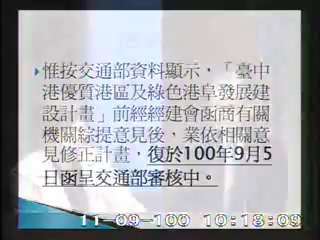 惟按交通部資料顯示，「臺中
港優質港區及綠色港埠發展建
設計畫」前經經建會函商有關
機關綜提意見後，業依相關意
見修正計畫，復於100年9月5
日函呈交通部審核中。
11-09-100 10:18:09